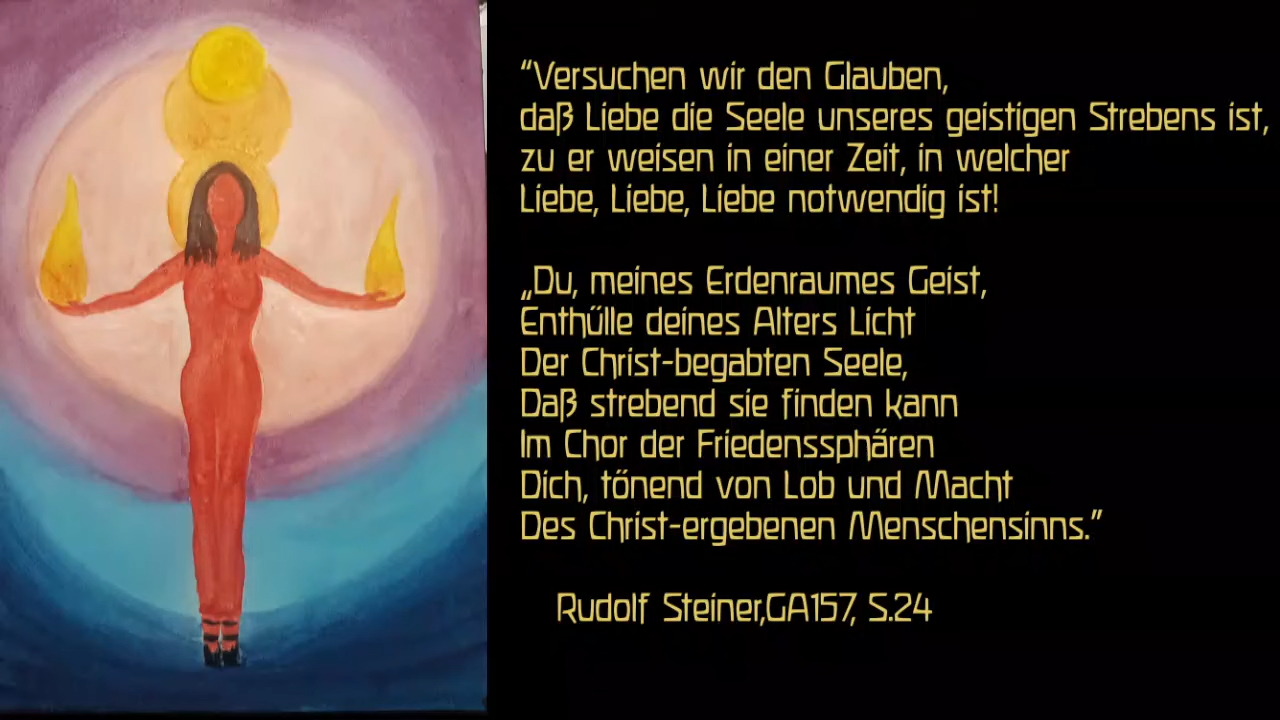 “Versuchen wir den Glauben,
daß Liebe die Seele unseres geistigen Strebens ist,
zu er weisen in einer Zeit, in welcher
Liebe, Liebe, Liebe notwendig ist!
„Du, meines Erdenraumes Geist,
Enthülle deines Alters Licht
Der Christ-begabten Seele,
Daß strebend sie finden kann
Im Chor der Friedenssphären
Dich, tönend von Lob und Macht
Des Christ-ergebenen Menschensinns.”
Rudolf Steiner,GA157, S.24